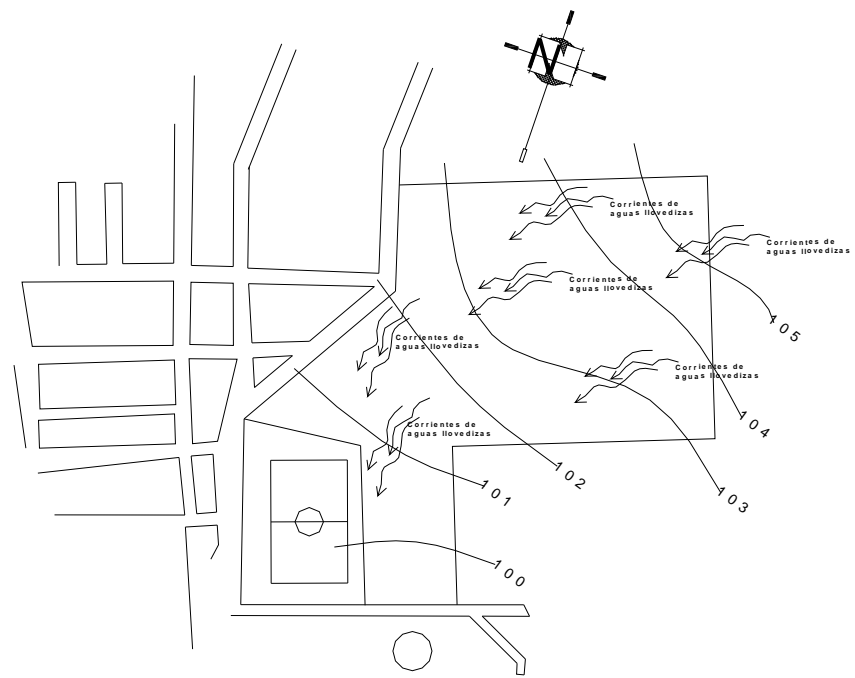 N
Corrientes de
aguas llovedizas
Corrientes de
aguas llovedizas
Corrientes de
aguas llovedizas
105
Corrientes de
aguas llovedizas
Corrientes de
aguas llovedizas
104
Corrientes de
aguas llovedizas
102
101
103
100